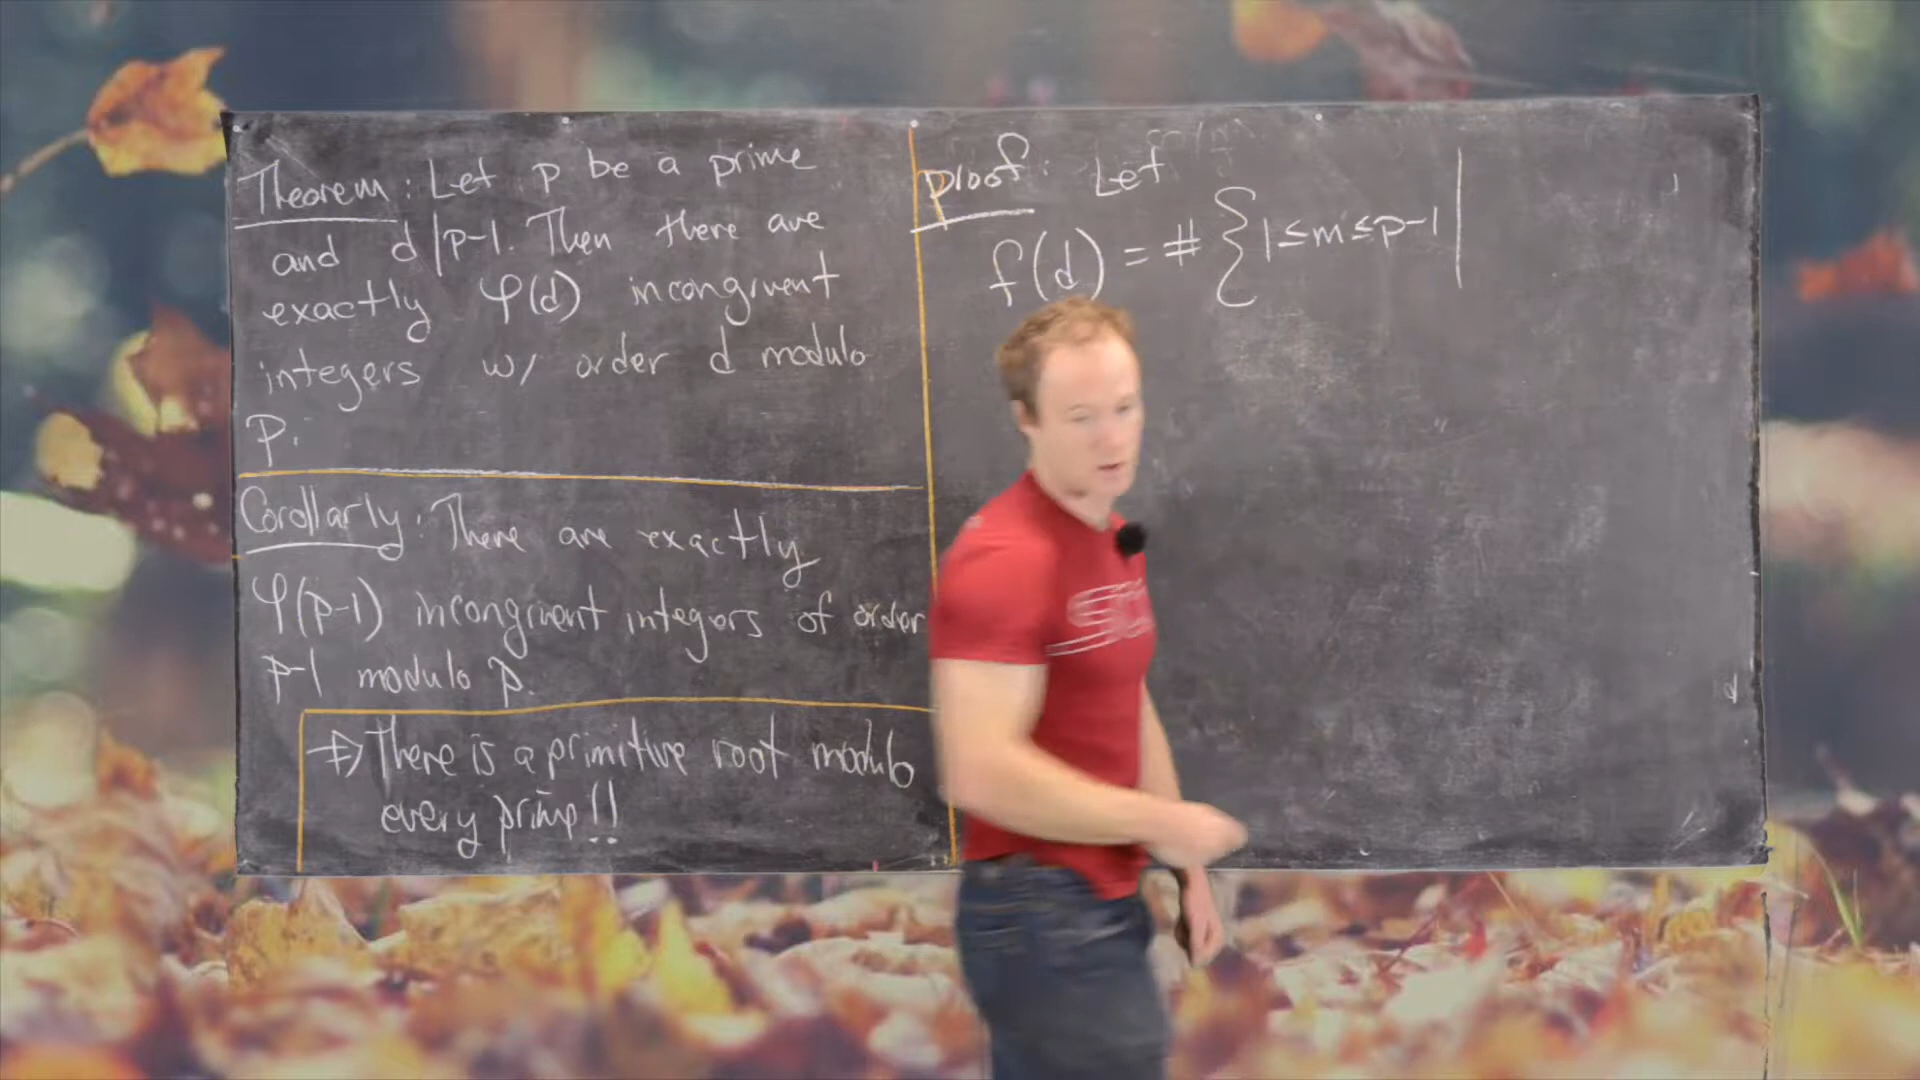 Theorem: Let p be a prime
and d|p-1. Then there are
exactly φ(d) incongruent
integers w/ order d modulo
p.
Corollarly: There are exactly
φ(p-1) incongruent integers of order
p-1 modulo p.
⇒ There is a primitive root modulo
every prime!!
Proof: Let
f(d) = # { 1≤m≤p-1 |